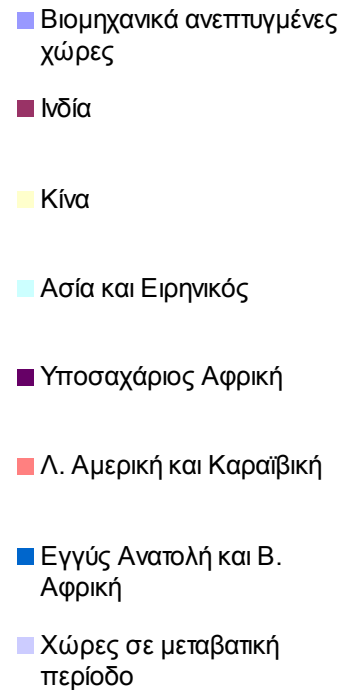 Βιομηχανικά ανεπτυγμένες
χώρες
Ινδία
Κίνα
Ασία και Ειρηνικός
Υποσαχάριος Αφρική
Λ. Αμερική και Καραϊβική
Εγγύς Ανατολή και Β.
Αφρική
Χώρες σε μεταβατική
περίοδο